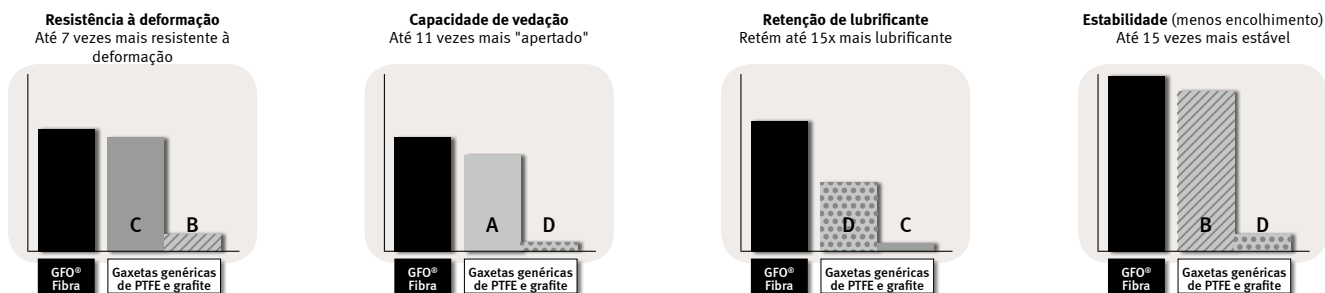 Resistência à deformação
Até 7 vezes mais resistente à
deformação
C
B
GFO®
Fibra
Gaxetas genéricas
de PTFE e grafite
Capacidade de vedação
Até 11 vezes mais "apertado"
A
D
GFO®
Fibra
Gaxetas genéricas
de PTFE e grafite
Retenção de lubrificante
Retém até 15x mais lubrificante
D
C
GFO®
Fibra
Gaxetas genéricas
de PTFE e grafite
Estabilidade (menos encolhimento)
Até 15 vezes mais estável
B
D
GFO®
Fibra
Gaxetas genéricas
de PTFE e grafite